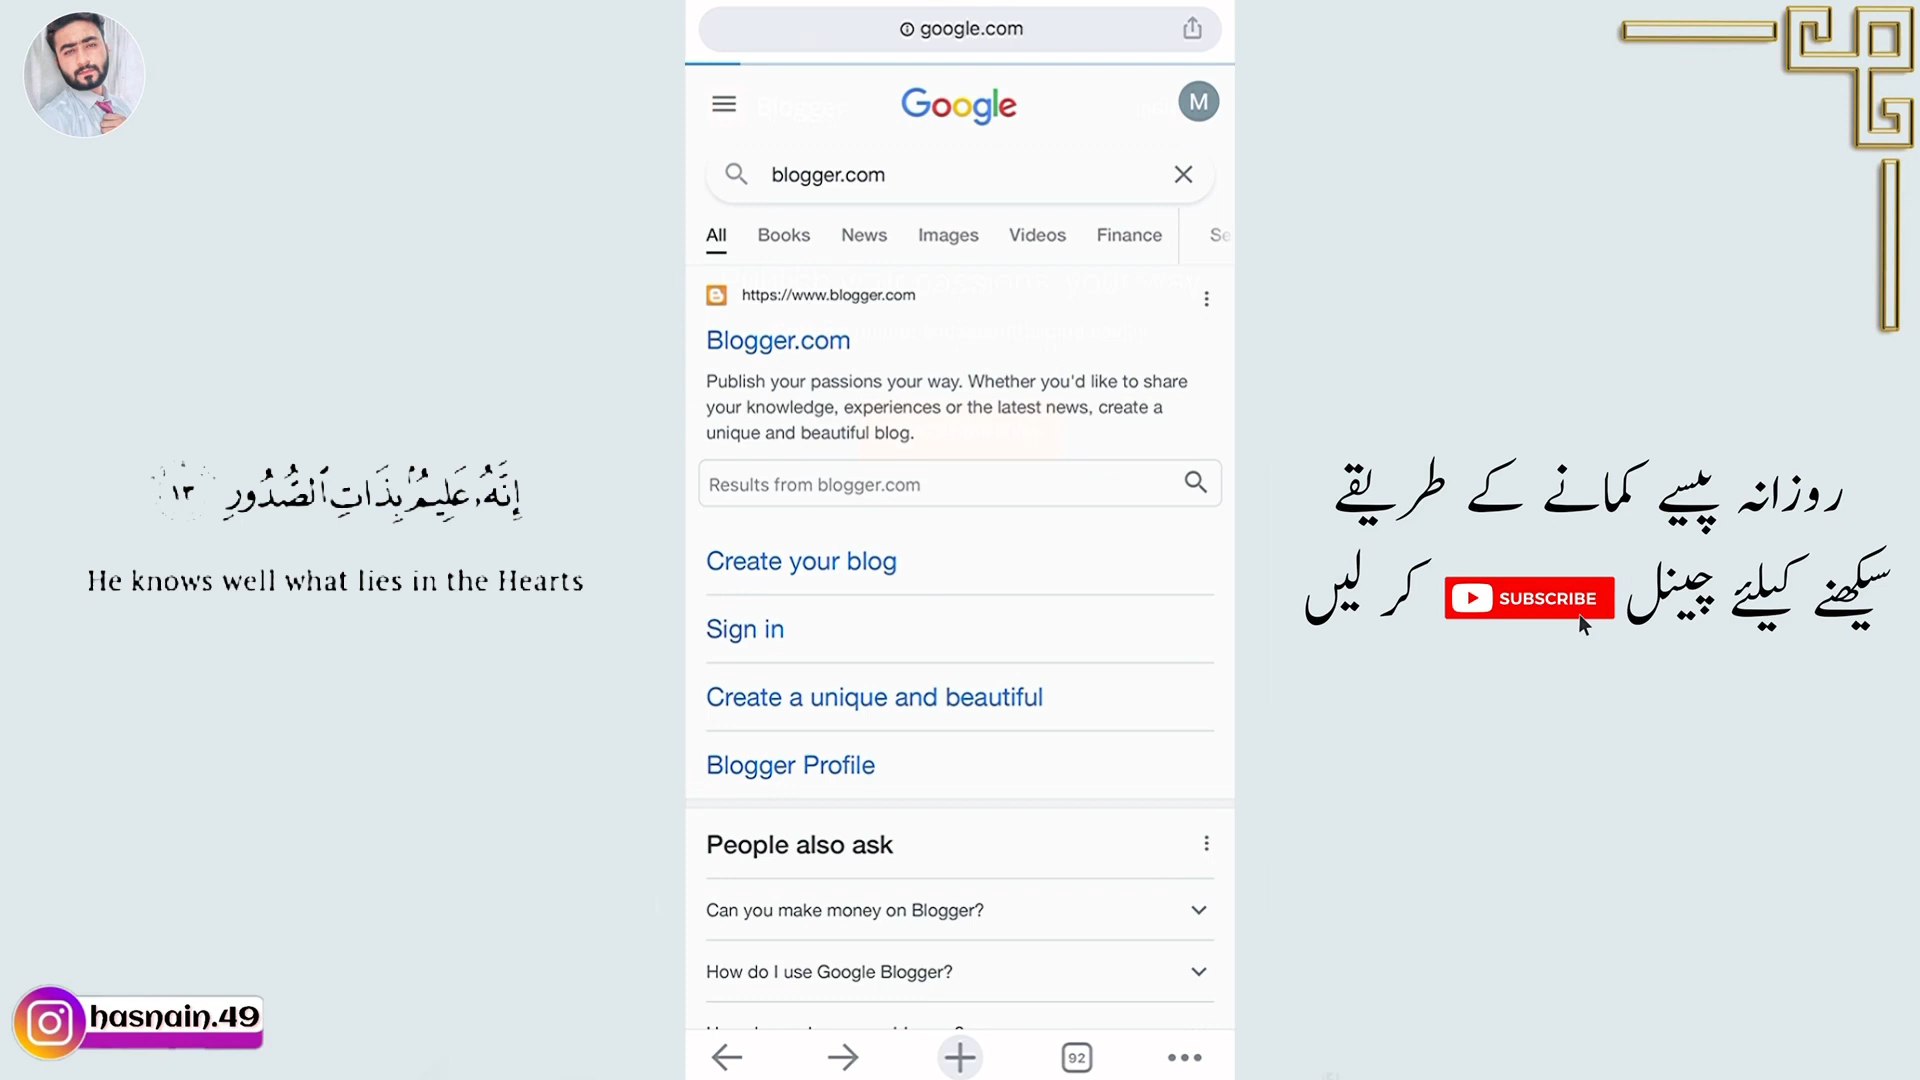 google.com
Google
M
blogger.com
All Books News Images Videos Finance Se
https://www.blogger.com
Blogger.com
Publish your passions your way. Whether you'd like to share
your knowledge, experiences or the latest news, create a
unique and beautiful blog.
Results from blogger.com
Create your blog
Sign in
Create a unique and beautiful
Blogger Profile
People also ask
Can you make money on Blogger?
How do I use Google Blogger?
92
إِنَّهُۥ عَلِيمٌۢ بِذَاتِ ٱلصُّدُورِ ١٣
He knows well what lies in the Hearts
روزانہ پیسے کمانے کے طریقے
سیکھنے کیلئے چینل SUBSCRIBE کر لیں
hasnain.49